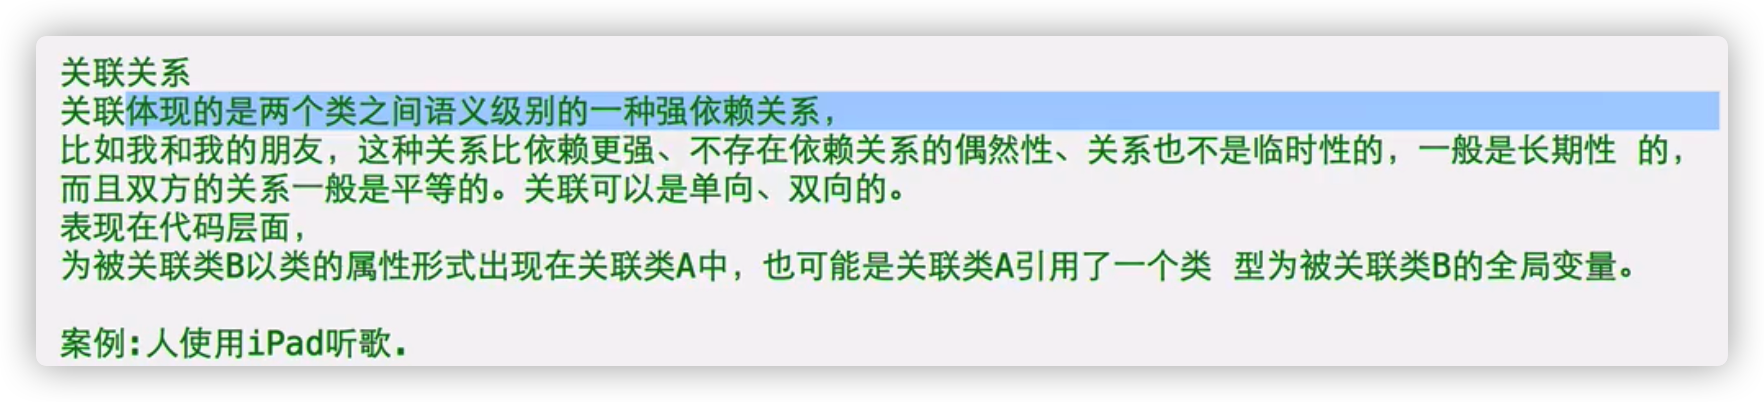 关联关系
关联体现的是两个类之间语义级别的一种强依赖关系，
比如我和我的朋友，这种关系比依赖更强、不存在依赖关系的偶然性、关系也不是临时性的，一般是长期性 的，
而且双方的关系一般是平等的。关联可以是单向、双向的。
表现在代码层面，
为被关联类B以类的属性形式出现在关联类A中，也可能是关联类A引用了一个类 型为被关联类B的全局变量。
案例:人使用iPad听歌.